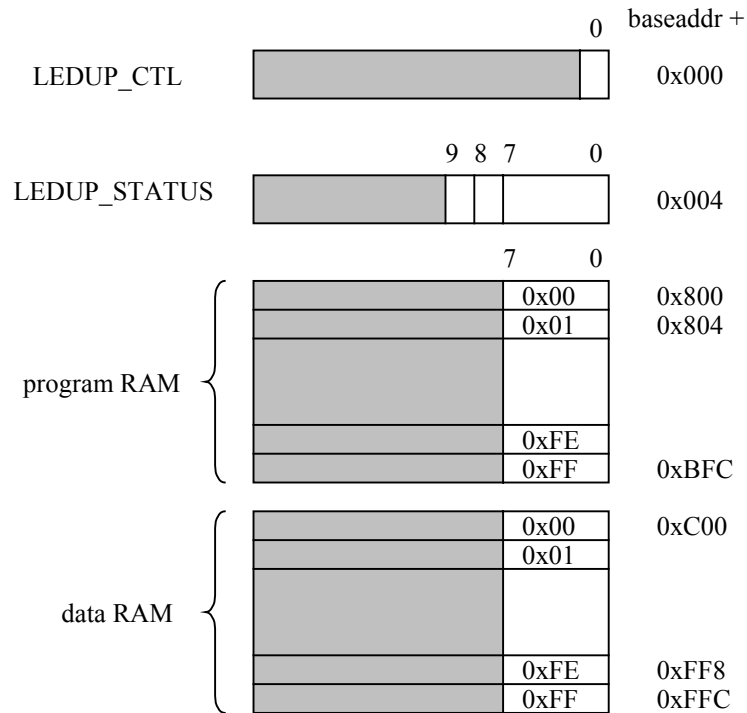 baseaddr +
0
LEDUP_CTL 0x000
9 8 7 0
LEDUP_STATUS 0x004
7 0
0x00 0x800
0x01 0x804
program RAM
0xFE
0xFF 0xBFC
0x00 0xC00
0x01
data RAM
0xFE 0xFF8
0xFF 0xFFC